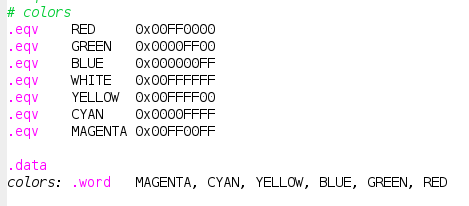 # colors
.eqv RED 0x00FF0000
.eqv GREEN 0x0000FF00
.eqv BLUE 0x000000FF
.eqv WHITE 0x00FFFFFF
.eqv YELLOW 0x00FFFF00
.eqv CYAN 0x0000FFFF
.eqv MAGENTA 0x00FF00FF
.data
colors: .word MAGENTA, CYAN, YELLOW, BLUE, GREEN, RED